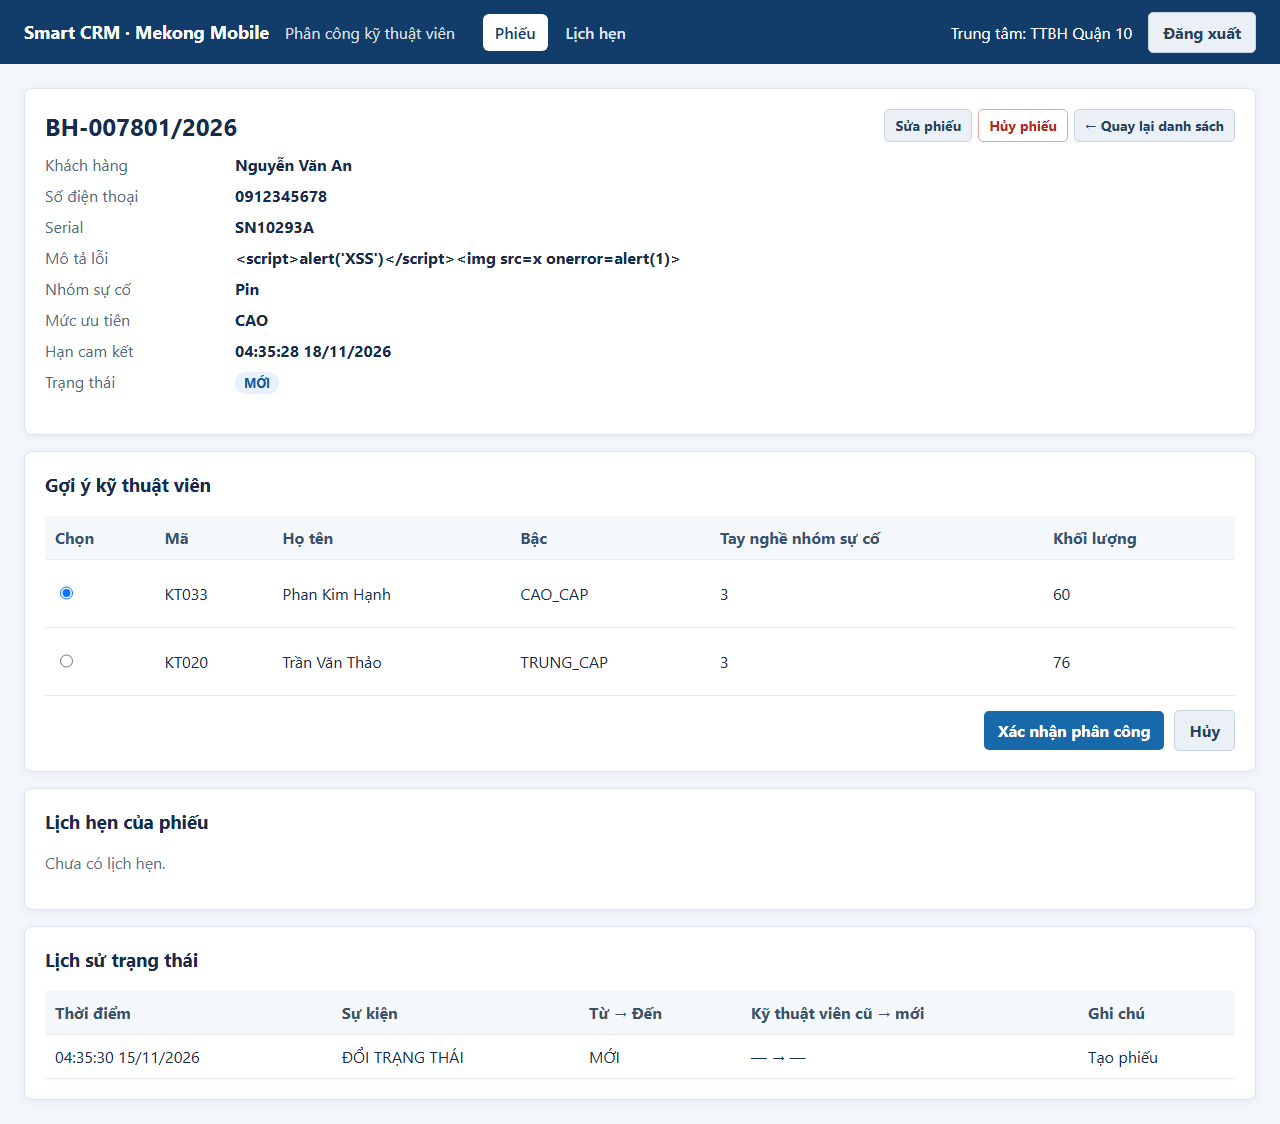 Smart CRM · Mekong Mobile Phân công kỹ thuật viên Phiếu Lịch hẹn Trung tâm: TTBH Quận 10 Đăng xuất
BH-007801/2026 Sửa phiếu Hủy phiếu ← Quay lại danh sách
Khách hàng Nguyễn Văn An
Số điện thoại 0912345678
Serial SN10293A
Mô tả lỗi <script>alert('XSS')</script><img src=x onerror=alert(1)>
Nhóm sự cố Pin
Mức ưu tiên CAO
Hạn cam kết 04:35:28 18/11/2026
Trạng thái MỚI
Gợi ý kỹ thuật viên
Chọn Mã Họ tên Bậc Tay nghề nhóm sự cố Khối lượng
KT033 Phan Kim Hạnh CAO_CAP 3 60
KT020 Trần Văn Thảo TRUNG_CAP 3 76
Xác nhận phân công Hủy
Lịch hẹn của phiếu
Chưa có lịch hẹn.
Lịch sử trạng thái
Thời điểm Sự kiện Từ → Đến Kỹ thuật viên cũ → mới Ghi chú
04:35:30 15/11/2026 ĐỔI TRẠNG THÁI MỚI — → — Tạo phiếu